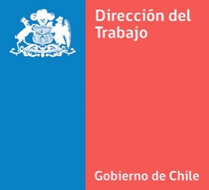 Dirección del
Trabajo
Gobierno de Chile